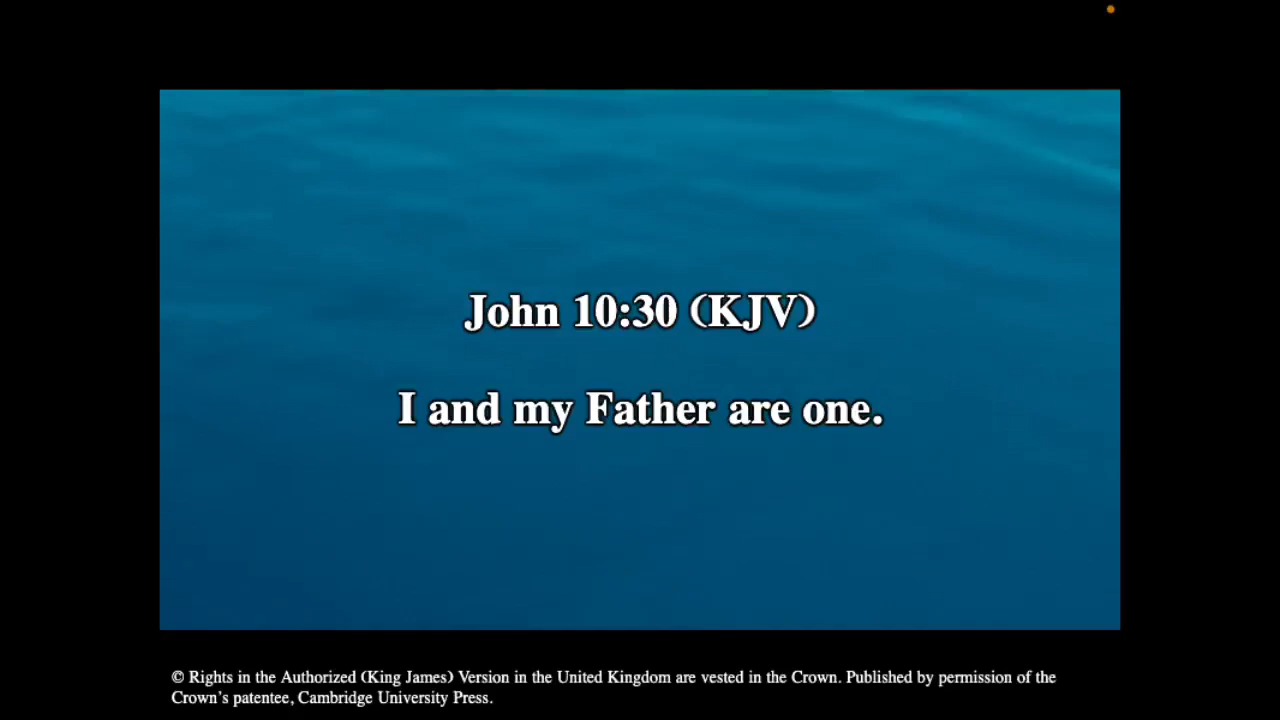 John 10:30 (KJV)
I and my Father are one.
© Rights in the Authorized (King James) Version in the United Kingdom are vested in the Crown. Published by permission of the
Crown’s patentee, Cambridge University Press.